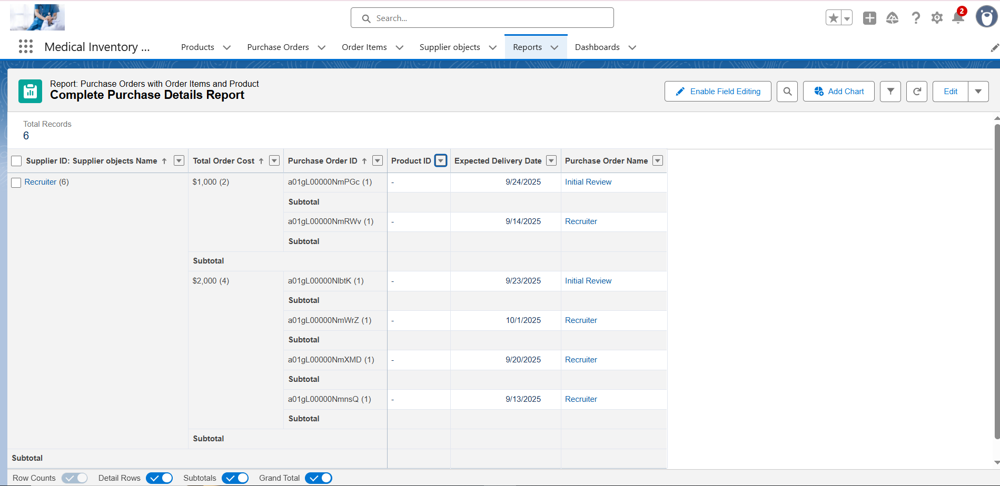 Search...
2
Medical Inventory ...
Products
Purchase Orders
Order Items
Supplier objects
Reports
Dashboards
Report: Purchase Orders with Order Items and Product
Complete Purchase Details Report
Enable Field Editing
Add Chart
Edit
Total Records
6
Supplier ID: Supplier objects Name ↑ Total Order Cost ↑ Purchase Order ID ↑ Product ID Expected Delivery Date Purchase Order Name
Recruiter (6) $1,000 (2) a01gL00000NmPGc (1) - 9/24/2025 Initial Review
Subtotal
a01gL00000NmRWv (1) - 9/14/2025 Recruiter
Subtotal
Subtotal
$2,000 (4) a01gL00000NlbtK (1) - 9/23/2025 Initial Review
Subtotal
a01gL00000NmWrZ (1) - 10/1/2025 Recruiter
Subtotal
a01gL00000NmXMD (1) - 9/20/2025 Recruiter
Subtotal
a01gL00000NmnsQ (1) - 9/13/2025 Recruiter
Subtotal
Subtotal
Subtotal
Row Counts Detail Rows Subtotals Grand Total